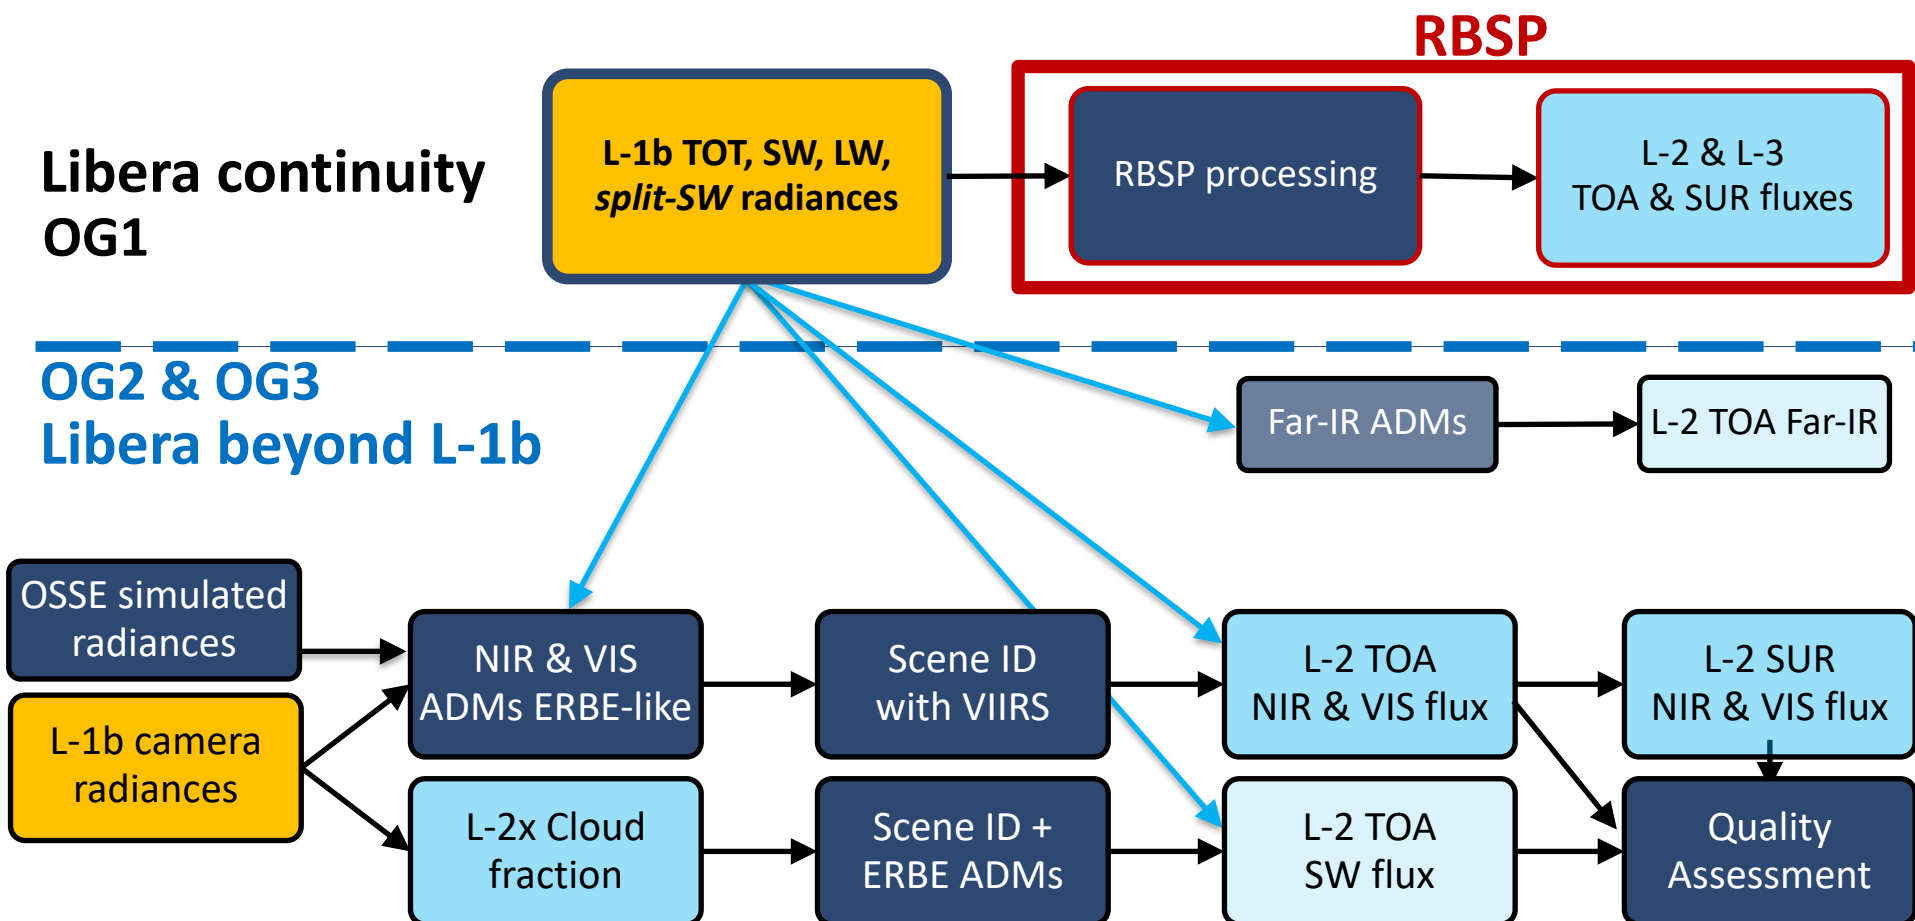 RBSP
Libera continuity
OG1
L-1b TOT, SW, LW,
split-SW radiances
RBSP processing
L-2 & L-3
TOA & SUR fluxes
OG2 & OG3
Libera beyond L-1b
Far-IR ADMs
L-2 TOA Far-IR
OSSE simulated
radiances
L-1b camera
radiances
NIR & VIS
ADMs ERBE-like
Scene ID
with VIIRS
L-2 TOA
NIR & VIS flux
L-2 SUR
NIR & VIS flux
L-2x Cloud
fraction
Scene ID +
ERBE ADMs
L-2 TOA
SW flux
Quality
Assessment